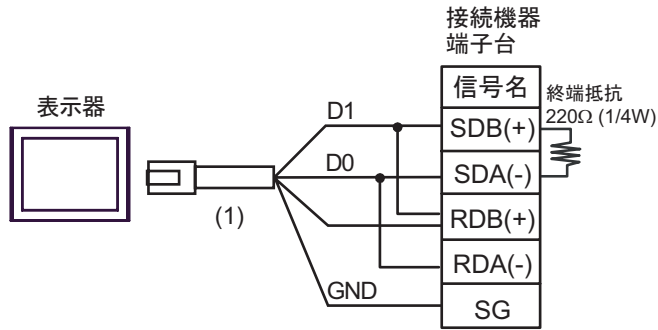 接続機器
端子台
表示器
信号名
終端抵抗
220Ω (1/4W)
D1
SDB(+)
D0
SDA(-)
(1)
RDB(+)
RDA(-)
GND
SG